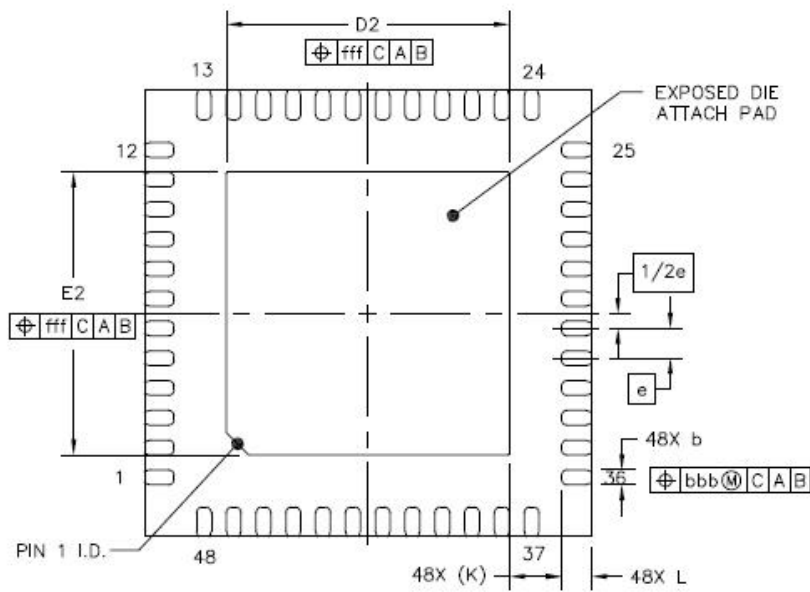 D2
⌖ fff C A B
13
24
EXPOSED DIE
ATTACH PAD
12
25
1/2e
E2
⌖ fff C A B
e
48X b
1
36
⌖ bbb Ⓜ C A B
PIN 1 I.D.
48
37
48X (K)
48X L